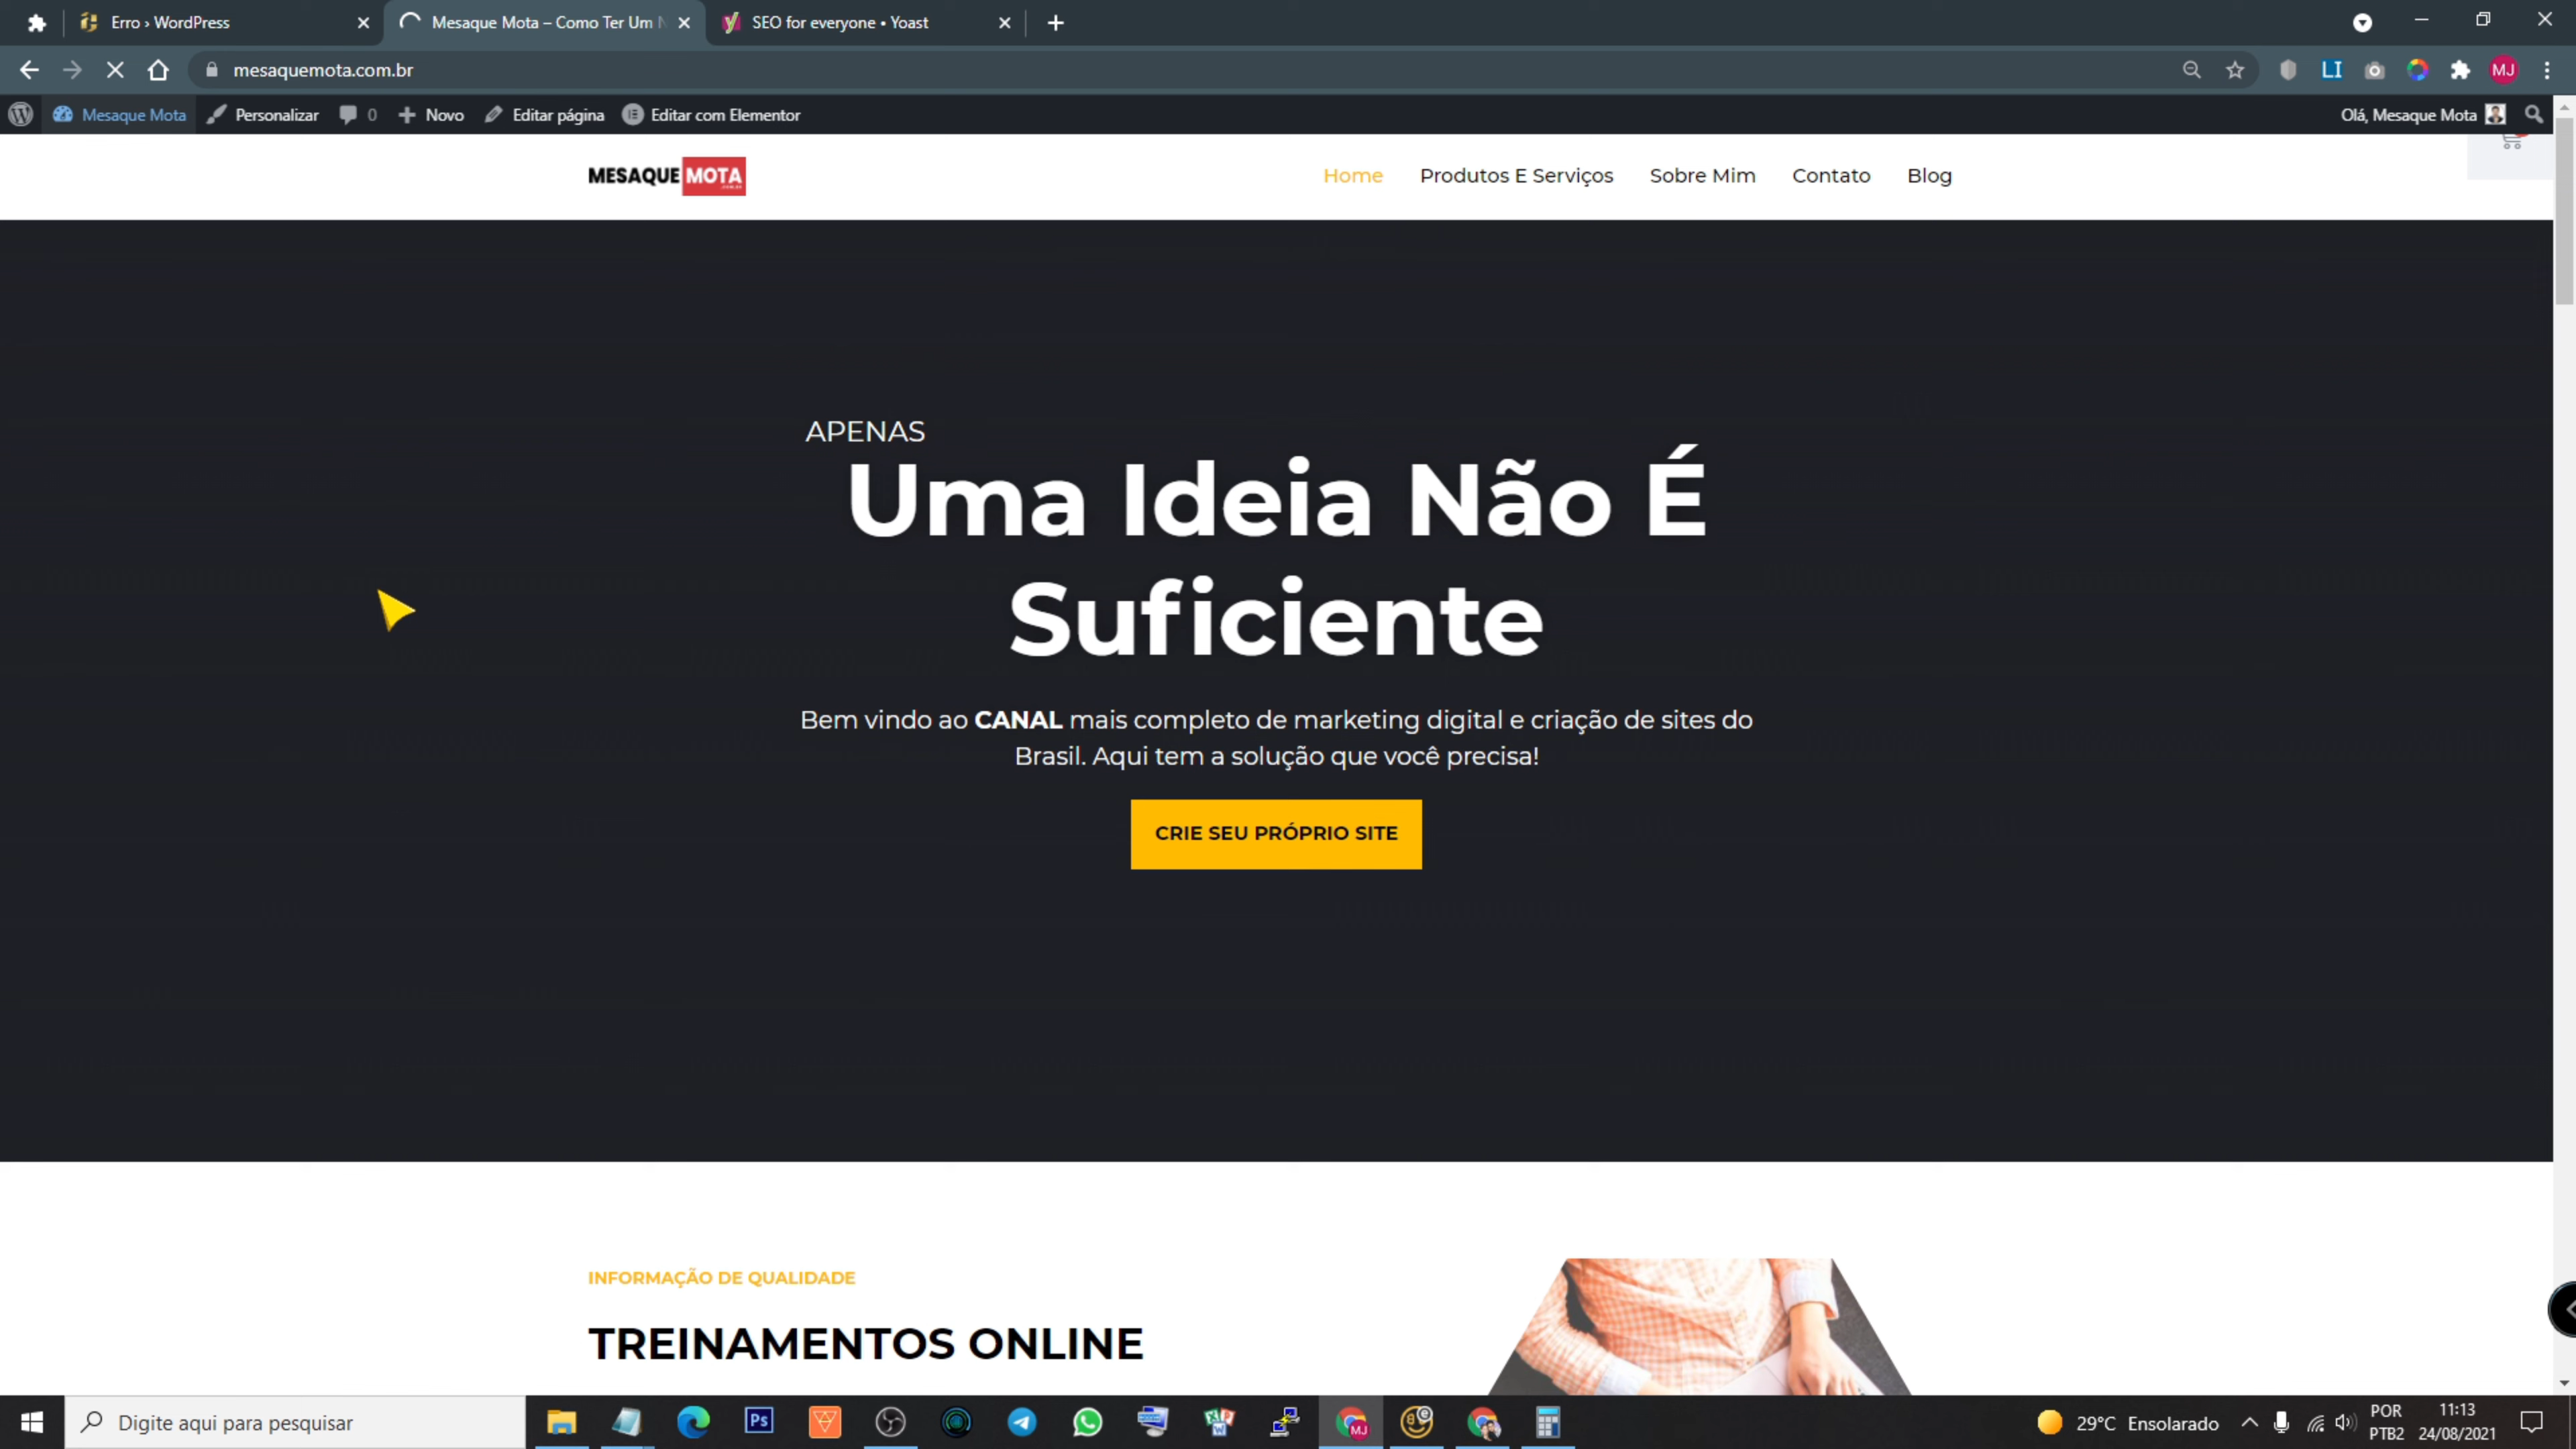 Erro › WordPress
Mesaque Mota – Como Ter Um N
SEO for everyone • Yoast
mesaquemota.com.br
LI
MJ
Mesaque Mota
Personalizar
0
Novo
Editar página
Editar com Elementor
Olá, Mesaque Mota
MESAQUE MOTA
Home
Produtos E Serviços
Sobre Mim
Contato
Blog
APENAS
Uma Ideia Não É
Suficiente
Bem vindo ao CANAL mais completo de marketing digital e criação de sites do
Brasil. Aqui tem a solução que você precisa!
CRIE SEU PRÓPRIO SITE
INFORMAÇÃO DE QUALIDADE
TREINAMENTOS ONLINE
Digite aqui para pesquisar
Ps
MJ
29°C Ensolarado
POR
PTB2
11:13
24/08/2021